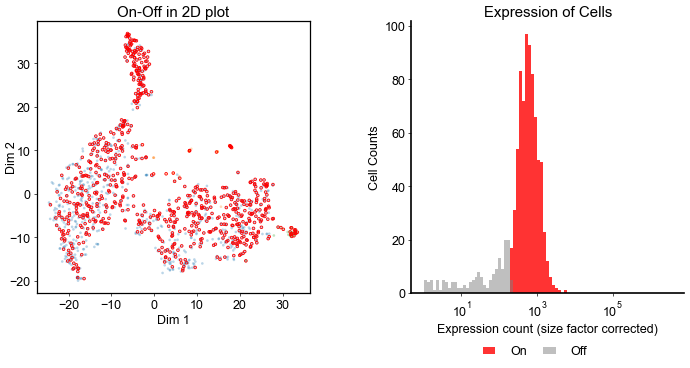 On-Off in 2D plot
Dim 2
30
20
10
0
−10
−20
−20 −10 0 10 20 30
Dim 1
Expression of Cells
Cell Counts
100
80
60
40
20
0
10^1 10^3 10^5
Expression count (size factor corrected)
On Off